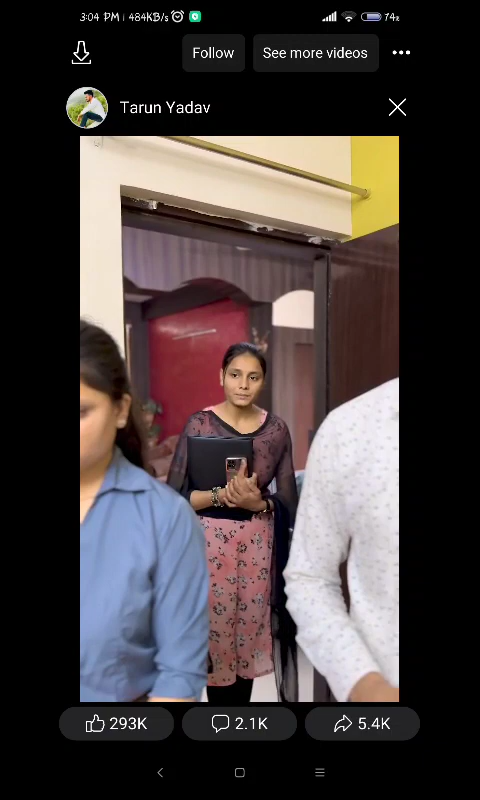 3:04 PM | 484KB/s 74%
Follow See more videos
Tarun Yadav
293K 2.1K 5.4K